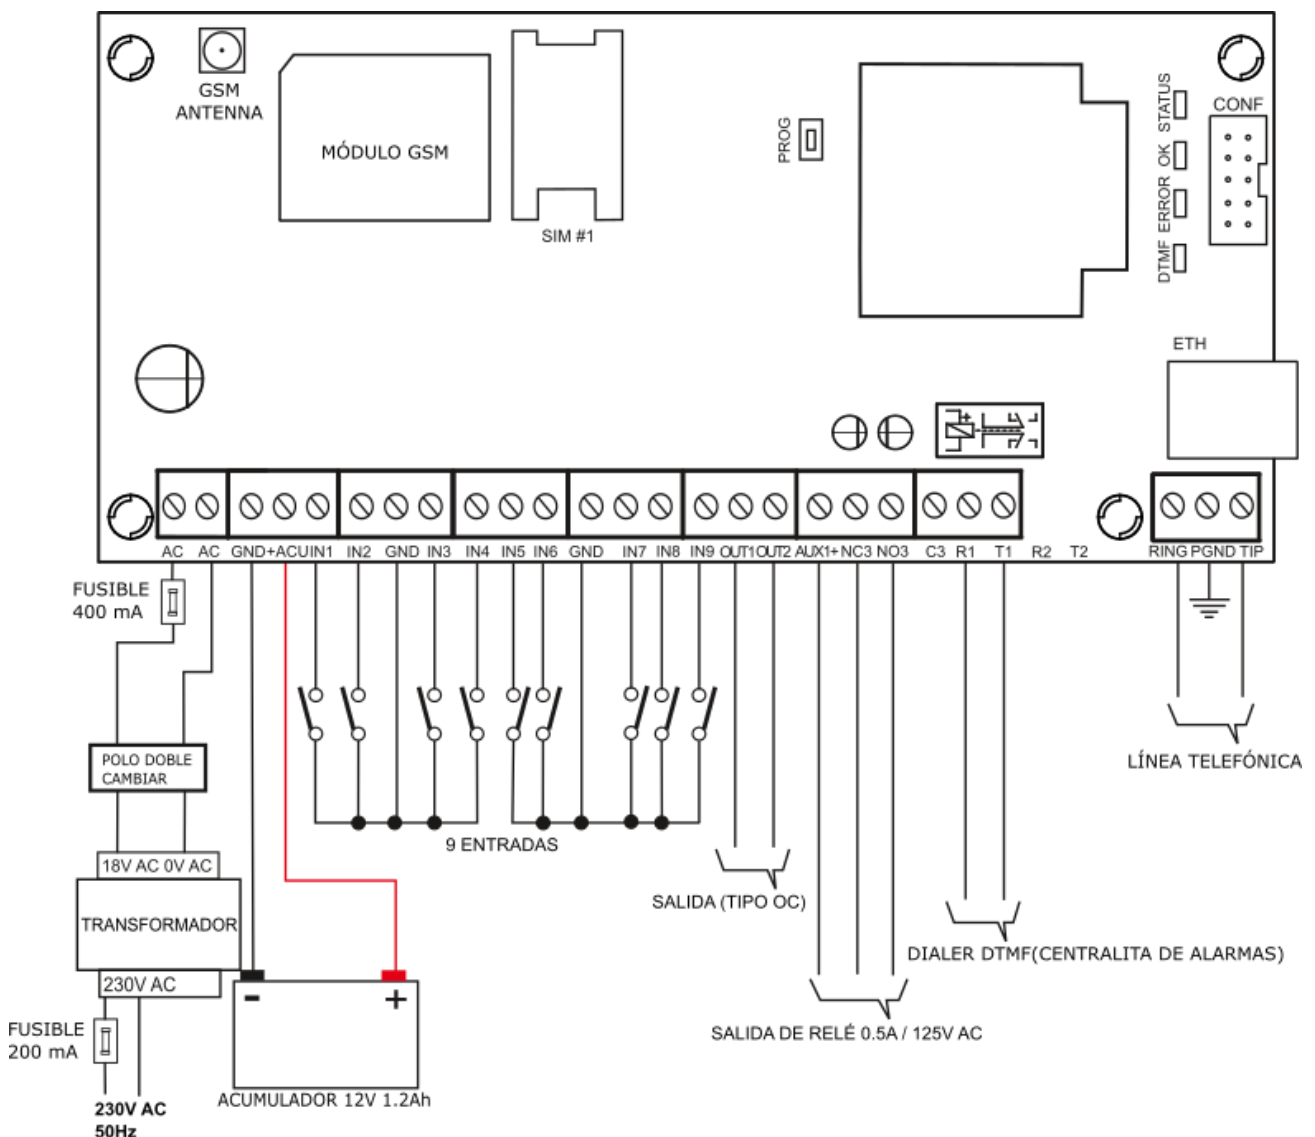 GSM
ANTENNA
MÓDULO GSM
SIM #1
PROG
STATUS
OK
ERROR
DTMF
CONF
ETH
AC AC GND +ACU IN1 IN2 GND IN3 IN4 IN5 IN6 GND IN7 IN8 IN9 OUT1 OUT2 AUX1+ NC3 NO3 C3 R1 T1 R2 T2 RING PGND TIP
FUSIBLE
400 mA
POLO DOBLE
CAMBIAR
18V AC 0V AC
TRANSFORMADOR
230V AC
FUSIBLE
200 mA
230V AC
50Hz
- +
ACUMULADOR 12V 1.2Ah
9 ENTRADAS
SALIDA (TIPO OC)
SALIDA DE RELÉ 0.5A / 125V AC
DIALER DTMF(CENTRALITA DE ALARMAS)
LÍNEA TELEFÓNICA